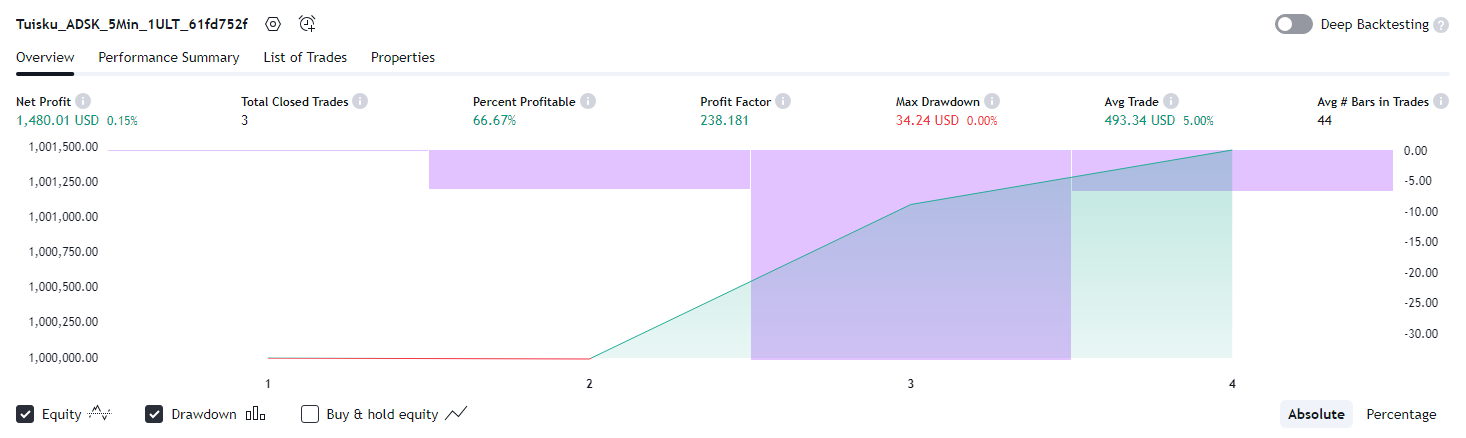 Tuisku_ADSK_5Min_1ULT_61fd752f
Deep Backtesting
Overview Performance Summary List of Trades Properties
Net Profit Total Closed Trades Percent Profitable Profit Factor Max Drawdown Avg Trade Avg # Bars in Trades
1,480.01 USD 0.15% 3 66.67% 238.181 34.24 USD 0.00% 493.34 USD 5.00% 44
1,001,500.00 0.00
1,001,250.00 -5.00
1,001,000.00 -10.00
1,000,750.00 -15.00
1,000,500.00 -20.00
1,000,250.00 -25.00
1,000,000.00 -30.00
1 2 3 4
Equity Drawdown Buy & hold equity Absolute Percentage